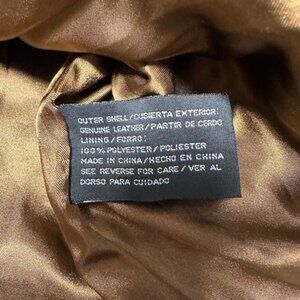 OUTER SHELL/CUBIERTA EXTERIOR:
GENUINE LEATHER/PARTIR DE CERDO
LINING/FORRO:
100% POLYESTER/POLIESTER
MADE IN CHINA/HECHO EN CHINA
SEE REVERSE FOR CARE/VER AL
DORSO PARA CUIDADO